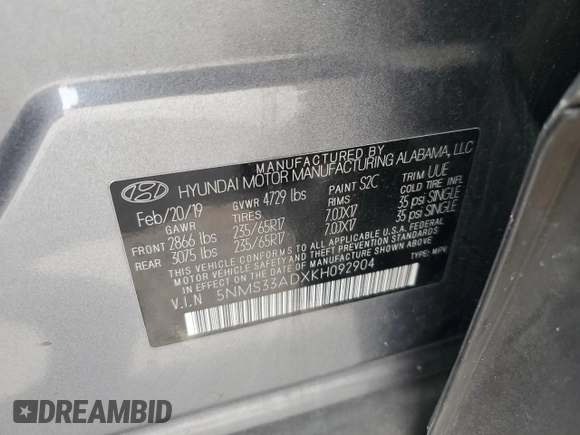 MANUFACTURED BY
HYUNDAI MOTOR MANUFACTURING ALABAMA, LLC
Feb/20/19 GVWR 4729 lbs PAINT S2C TRIM UUE
GAWR TIRES RIMS COLD TIRE INFL.
FRONT 2866 lbs 235/65R17 7.0JX17 35 psi SINGLE
REAR 3075 lbs 235/65R17 7.0JX17 35 psi SINGLE
THIS VEHICLE CONFORMS TO ALL APPLICABLE U.S.A. FEDERAL
MOTOR VEHICLE SAFETY AND THEFT PREVENTION STANDARDS
IN EFFECT ON THE DATE OF MANUFACTURE SHOWN ABOVE.
V.I.N 5NMS33ADXKH092904 TYPE: MPV
DREAMBID